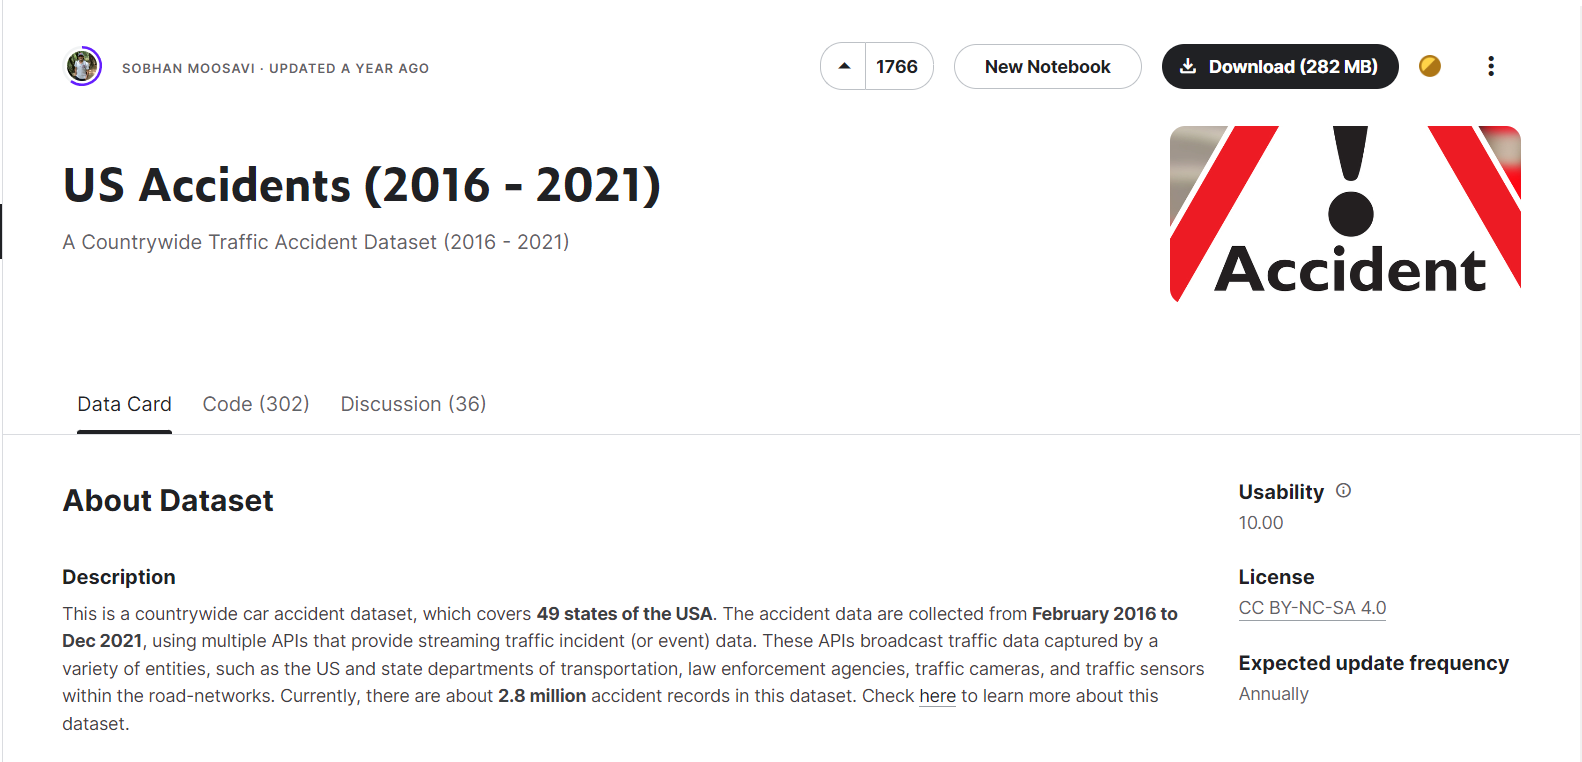 SOBHAN MOOSAVI · UPDATED A YEAR AGO
1766
New Notebook
Download (282 MB)
US Accidents (2016 - 2021)
A Countrywide Traffic Accident Dataset (2016 - 2021)
Accident
Data Card
Code (302)
Discussion (36)
About Dataset
Description
This is a countrywide car accident dataset, which covers 49 states of the USA. The accident data are collected from February 2016 to
Dec 2021, using multiple APIs that provide streaming traffic incident (or event) data. These APIs broadcast traffic data captured by a
variety of entities, such as the US and state departments of transportation, law enforcement agencies, traffic cameras, and traffic sensors
within the road-networks. Currently, there are about 2.8 million accident records in this dataset. Check here to learn more about this
dataset.
Usability
10.00
License
CC BY-NC-SA 4.0
Expected update frequency
Annually